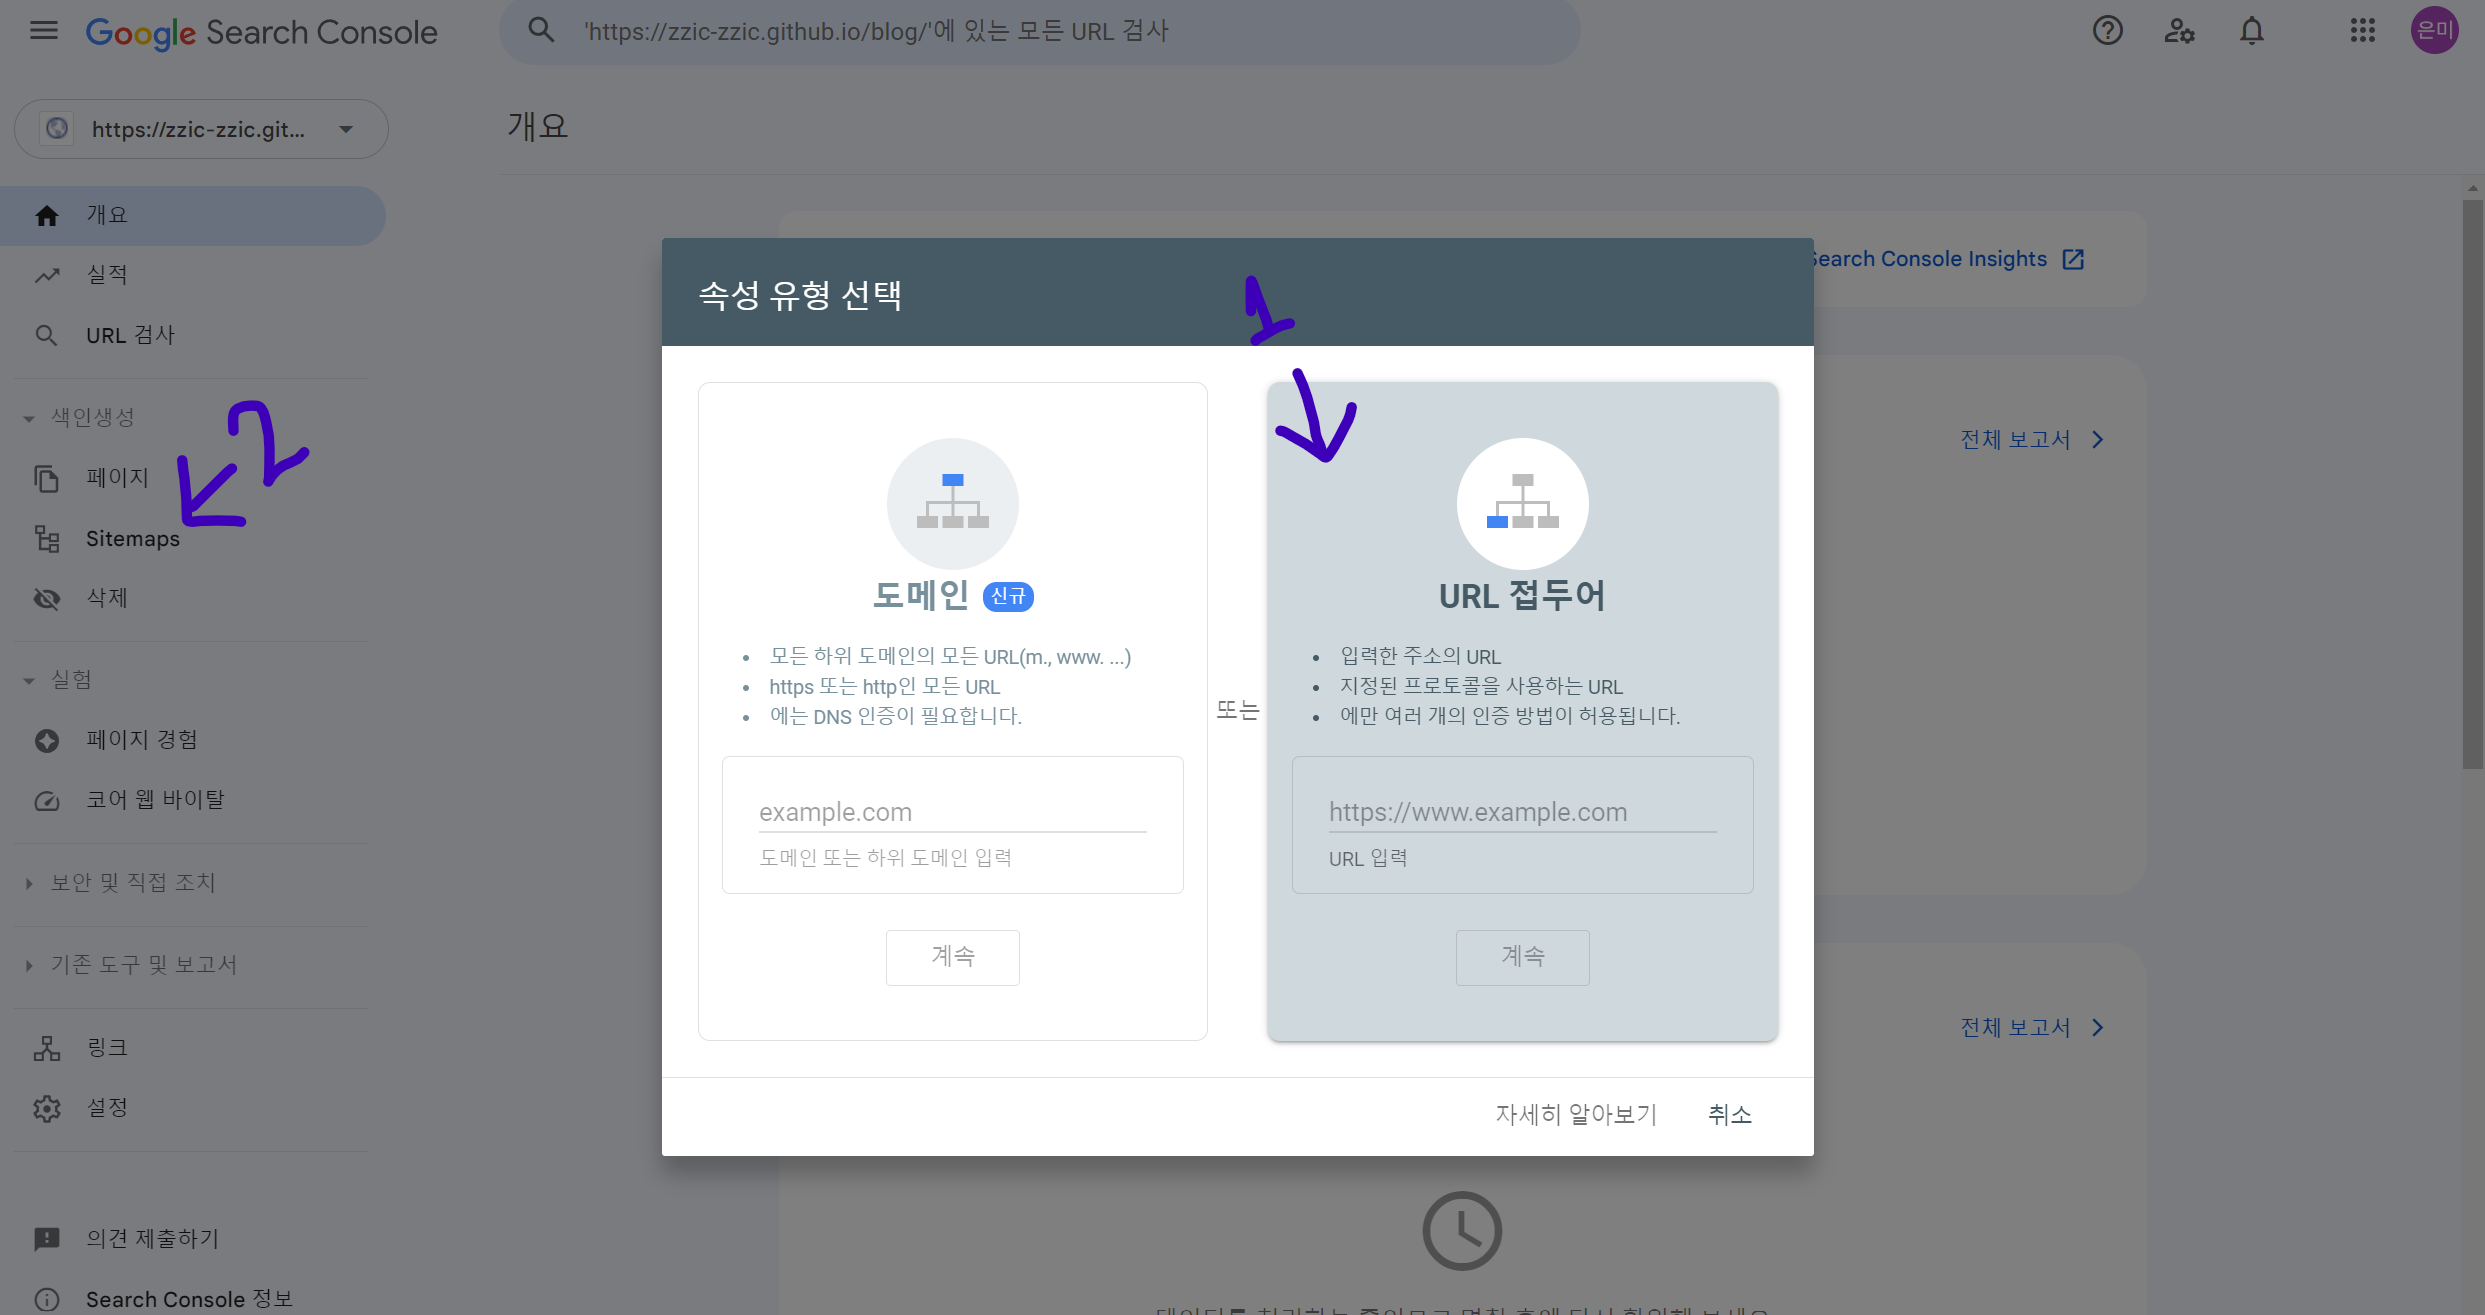 Google Search Console
'https://zzic-zzic.github.io/blog/'에 있는 모든 URL 검사
은미
https://zzic-zzic.git...
개요
개요
실적
URL 검사
색인생성
페이지
Sitemaps
삭제
실험
페이지 경험
코어 웹 바이탈
보안 및 직접 조치
기존 도구 및 보고서
링크
설정
의견 제출하기
Search Console 정보
Search Console Insights
전체 보고서
전체 보고서
1
2
속성 유형 선택
도메인 신규
모든 하위 도메인의 모든 URL(m., www. ...)
https 또는 http인 모든 URL
에는 DNS 인증이 필요합니다.
example.com
도메인 또는 하위 도메인 입력
계속
또는
URL 접두어
입력한 주소의 URL
지정된 프로토콜을 사용하는 URL
에만 여러 개의 인증 방법이 허용됩니다.
https://www.example.com
URL 입력
계속
자세히 알아보기
취소